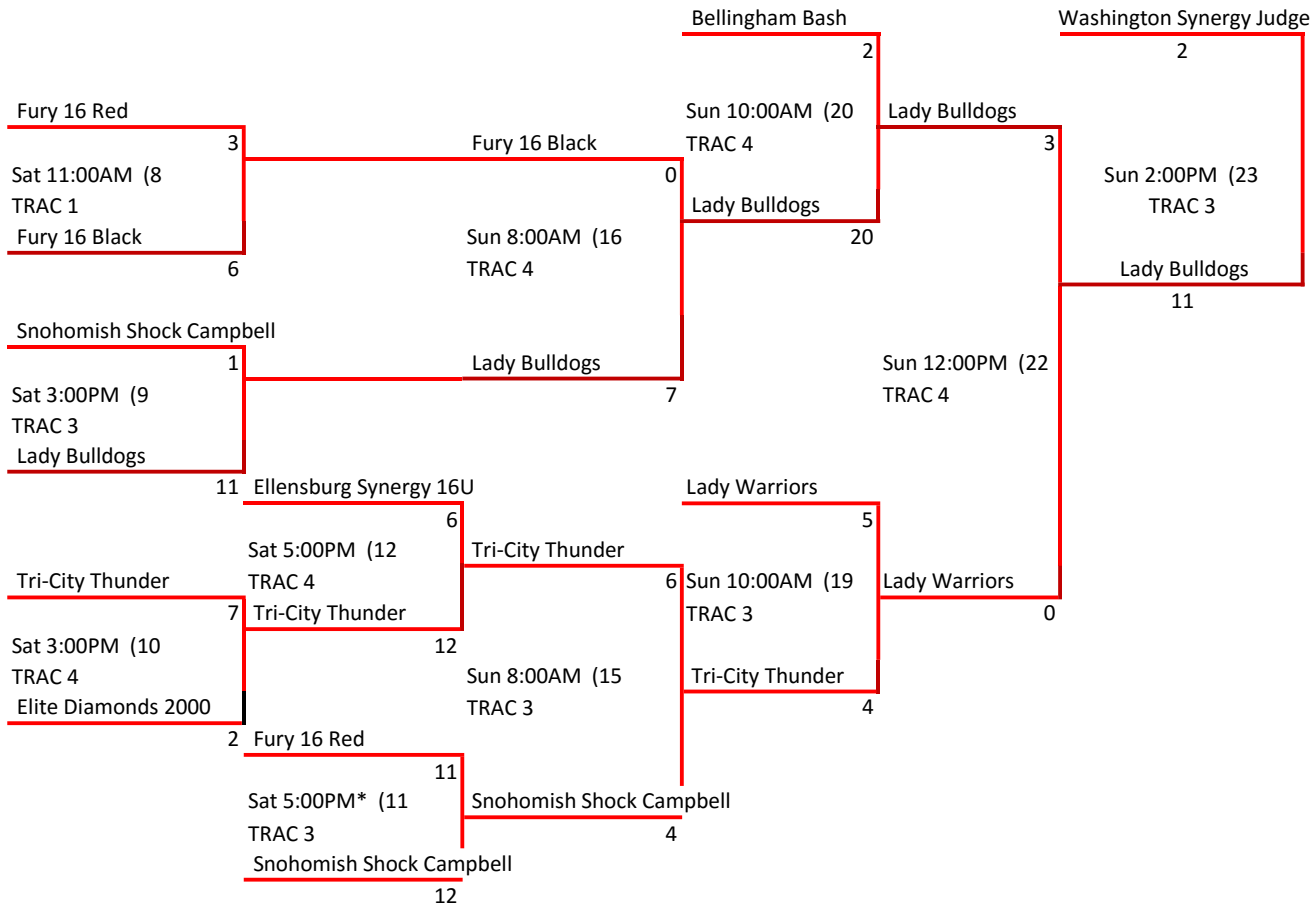 Bellingham Bash
2
Washington Synergy Judge
2
Fury 16 Red
3
Sat 11:00AM  (8
TRAC 1
Fury 16 Black
6
Fury 16 Black
0
Sun 10:00AM  (20
TRAC 4
Lady Bulldogs
3
Sun 2:00PM  (23
TRAC 3
Lady Bulldogs
20
Sun 8:00AM  (16
TRAC 4
Lady Bulldogs
11
Snohomish Shock Campbell
1
Sat 3:00PM  (9
TRAC 3
Lady Bulldogs
11
Lady Bulldogs
7
Sun 12:00PM  (22
TRAC 4
Ellensburg Synergy 16U
6
Sat 5:00PM  (12
TRAC 4
Tri-City Thunder
12
Lady Warriors
5
Tri-City Thunder
6
Sun 10:00AM  (19
TRAC 3
Lady Warriors
0
Tri-City Thunder
7
Sat 3:00PM  (10
TRAC 4
Elite Diamonds 2000
2
Sun 8:00AM  (15
TRAC 3
Tri-City Thunder
4
Fury 16 Red
11
Sat 5:00PM*  (11
TRAC 3
Snohomish Shock Campbell
12
Snohomish Shock Campbell
4